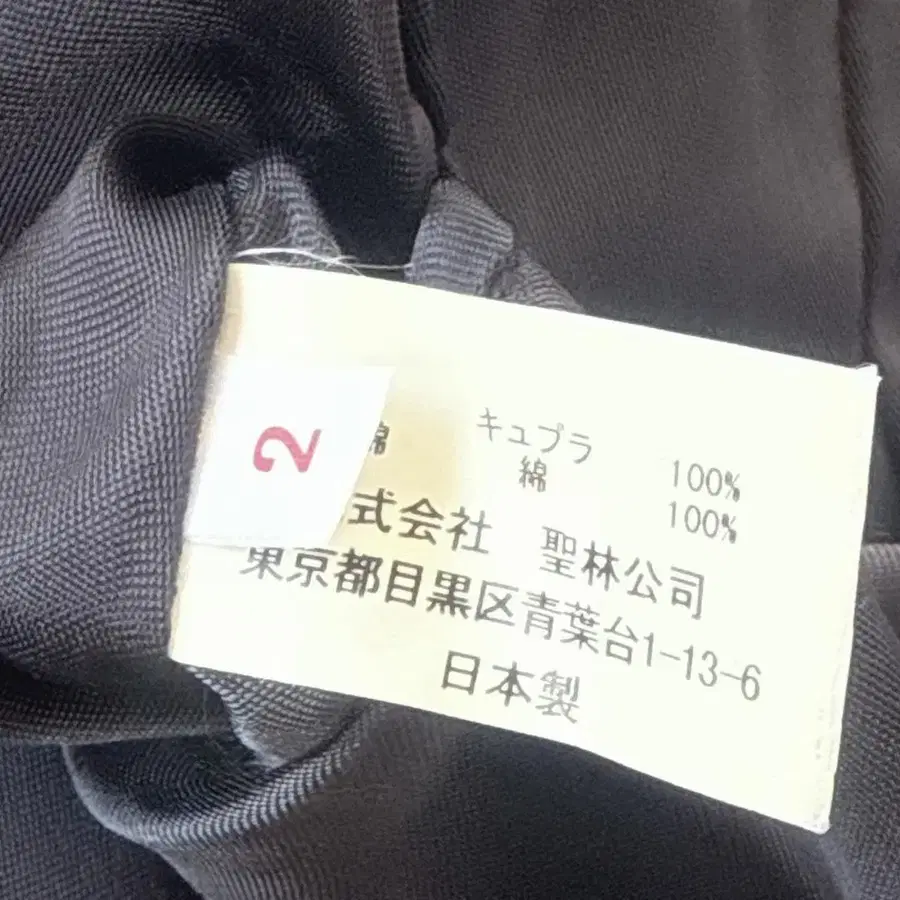 2
キュプラ 100%
綿 綿 100%
式会社 聖林公司
東京都目黒区青葉台1-13-6
日本製